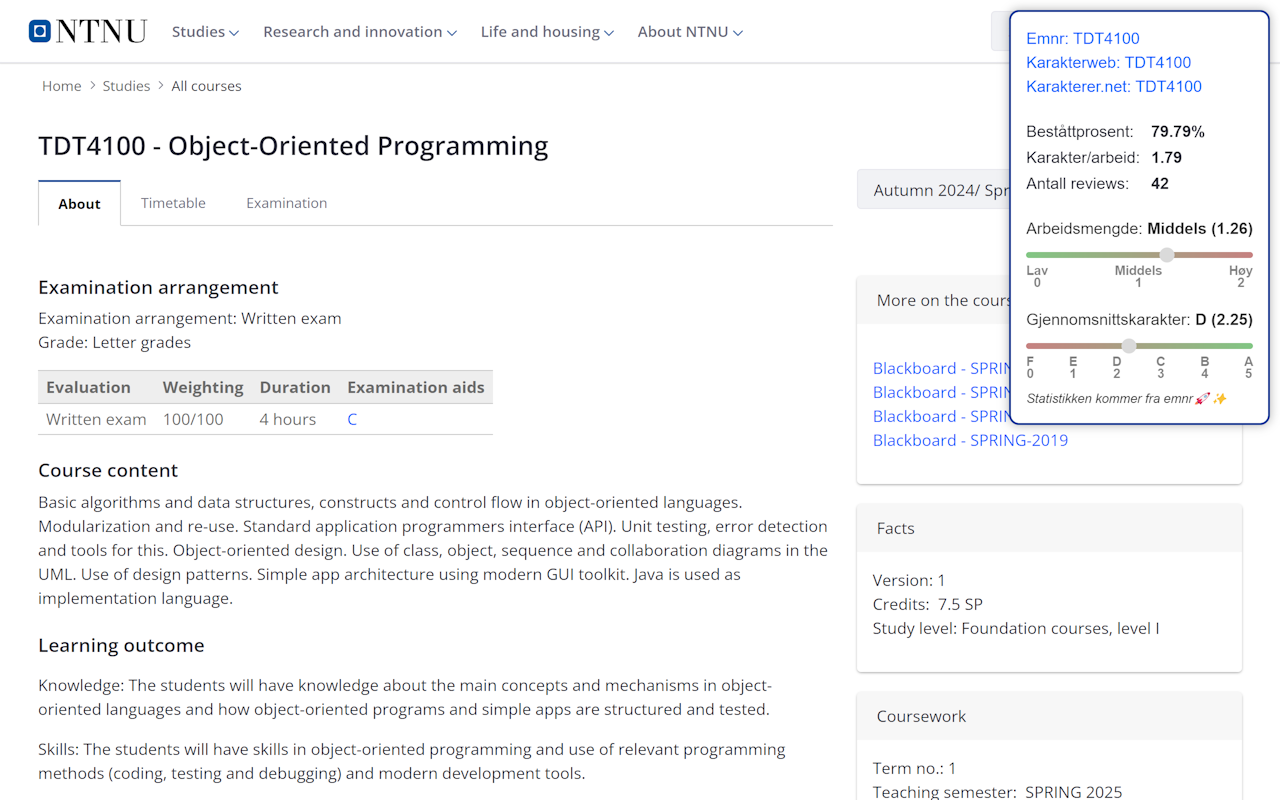 NTNU
Studies Research and innovation Life and housing About NTNU
Home > Studies > All courses
TDT4100 - Object-Oriented Programming
About Timetable Examination
Examination arrangement
Examination arrangement: Written exam
Grade: Letter grades
Evaluation Weighting Duration Examination aids
Written exam 100/100 4 hours C
Course content
Basic algorithms and data structures, constructs and control flow in object-oriented languages.
Modularization and re-use. Standard application programmers interface (API). Unit testing, error detection
and tools for this. Object-oriented design. Use of class, object, sequence and collaboration diagrams in the
UML. Use of design patterns. Simple app architecture using modern GUI toolkit. Java is used as
implementation language.
Learning outcome
Knowledge: The students will have knowledge about the main concepts and mechanisms in object-
oriented languages and how object-oriented programs and simple apps are structured and tested.
Skills: The students will have skills in object-oriented programming and use of relevant programming
methods (coding, testing and debugging) and modern development tools.
Autumn 2024/ Spr
More on the cours
Blackboard - SPRIN
Blackboard - SPRIN
Blackboard - SPRIN
Blackboard - SPRING-2019
Facts
Version: 1
Credits: 7.5 SP
Study level: Foundation courses, level I
Coursework
Term no.: 1
Teaching semester: SPRING 2025
Emnr: TDT4100
Karakterweb: TDT4100
Karakterer.net: TDT4100
Beståttprosent: 79.79%
Karakter/arbeid: 1.79
Antall reviews: 42
Arbeidsmengde: Middels (1.26)
Lav Middels Høy
0 1 2
Gjennomsnittskarakter: D (2.25)
F E D C B A
0 1 2 3 4 5
Statistikken kommer fra emnr🚀 ✨